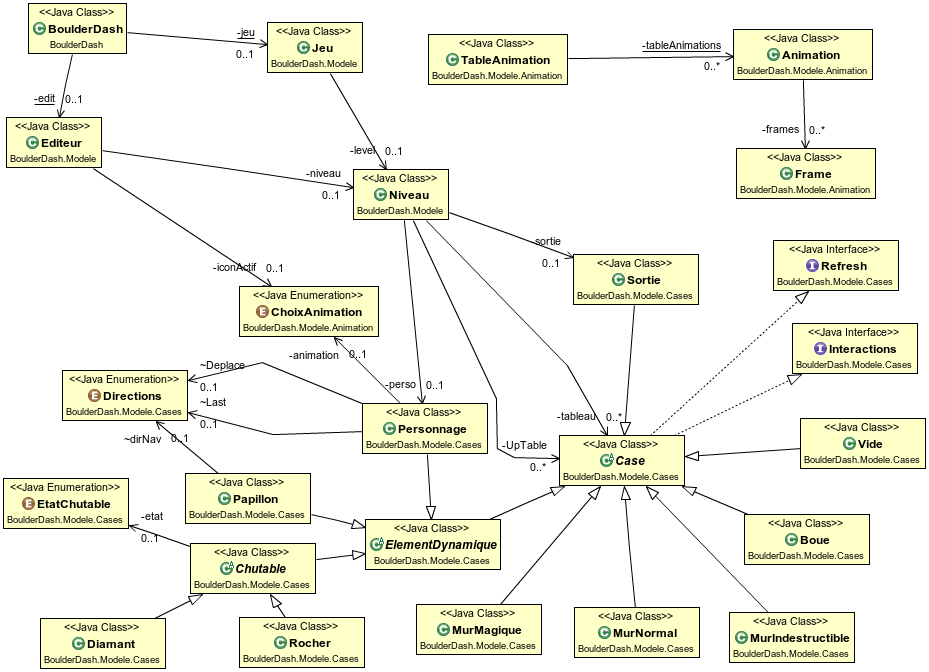 <<Java Class>>
BoulderDash
BoulderDash
-jeu
0..1
<<Java Class>>
Jeu
BoulderDash.Modele
<<Java Class>>
TableAnimation
BoulderDash.Modele.Animation
-tableAnimations
0..*
<<Java Class>>
Animation
BoulderDash.Modele.Animation
-edit
0..1
<<Java Class>>
Editeur
BoulderDash.Modele
-level
0..1
-frames
0..*
<<Java Class>>
Frame
BoulderDash.Modele.Animation
-niveau
0..1
<<Java Class>>
Niveau
BoulderDash.Modele
-sortie
0..1
<<Java Class>>
Sortie
BoulderDash.Modele.Cases
<<Java Interface>>
Refresh
BoulderDash.Modele.Cases
-iconActif
0..1
<<Java Enumeration>>
ChoixAnimation
BoulderDash.Modele.Animation
<<Java Interface>>
Interactions
BoulderDash.Modele.Cases
-animation
0..1
~Deplace
0..1
<<Java Enumeration>>
Directions
BoulderDash.Modele.Cases
~Last
0..1
-perso
0..1
<<Java Class>>
Personnage
BoulderDash.Modele.Cases
-tableau
0..*
-UpTable
0..*
<<Java Class>>
Case
BoulderDash.Modele.Cases
<<Java Class>>
Vide
BoulderDash.Modele.Cases
~dirNav
0..1
<<Java Class>>
Papillon
BoulderDash.Modele.Cases
<<Java Enumeration>>
EtatChutable
BoulderDash.Modele.Cases
-etat
0..1
<<Java Class>>
ElementDynamique
BoulderDash.Modele.Cases
<<Java Class>>
Boue
BoulderDash.Modele.Cases
<<Java Class>>
Chutable
BoulderDash.Modele.Cases
<<Java Class>>
Diamant
BoulderDash.Modele.Cases
<<Java Class>>
Rocher
BoulderDash.Modele.Cases
<<Java Class>>
MurMagique
BoulderDash.Modele.Cases
<<Java Class>>
MurNormal
BoulderDash.Modele.Cases
<<Java Class>>
MurIndestructible
BoulderDash.Modele.Cases